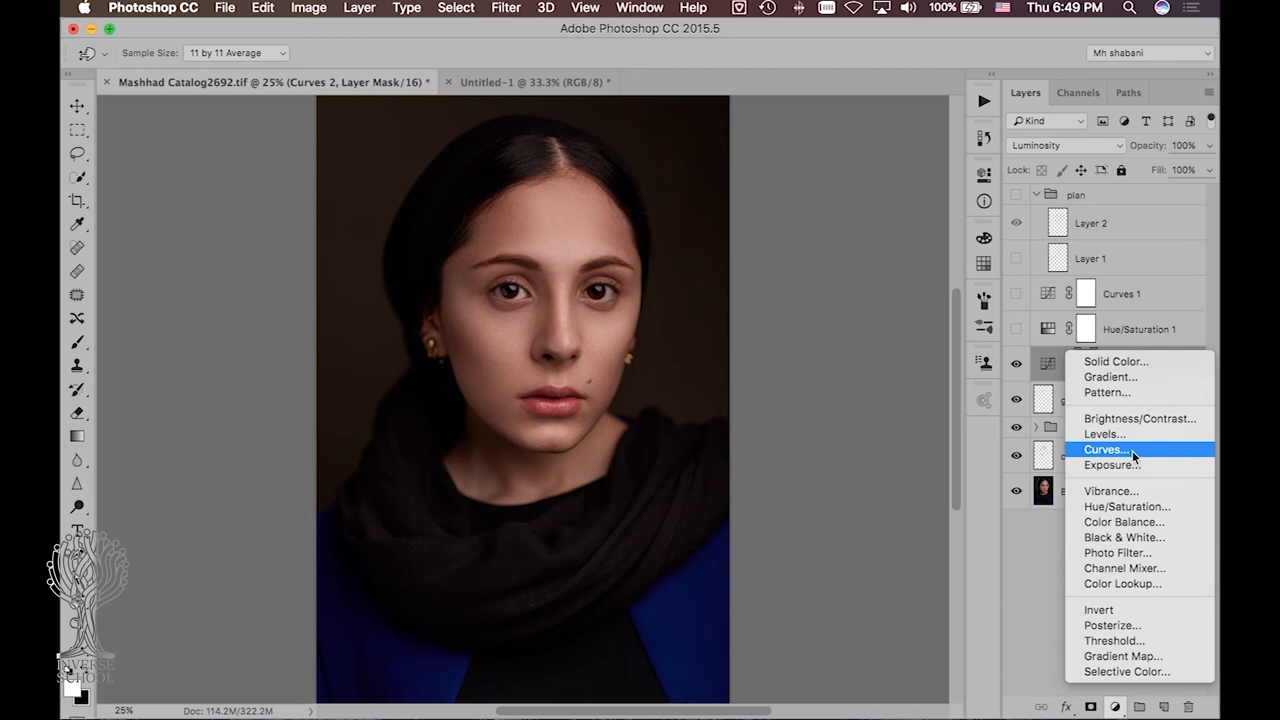 Photoshop CC File Edit Image Layer Type Select Filter 3D View Window Help 100% Thu 6:49 PM
Adobe Photoshop CC 2015.5
Sample Size: 11 by 11 Average Mh shabani
× Mashhad Catalog2692.tif @ 25% (Curves 2, Layer Mask/16) * × Untitled-1 @ 33.3% (RGB/8) *
Layers Channels Paths
Kind
Luminosity Opacity: 100%
Lock: Fill: 100%
plan
Layer 2
Layer 1
Curves 1
Hue/Saturation 1
Solid Color...
Gradient...
Pattern...
Brightness/Contrast...
Levels...
Curves...
Exposure...
Vibrance...
Hue/Saturation...
Color Balance...
Black & White...
Photo Filter...
Channel Mixer...
Color Lookup...
Invert
Posterize...
Threshold...
Gradient Map...
Selective Color...
INVERSE
SCHOOL
25% Doc: 114.2M/322.2M